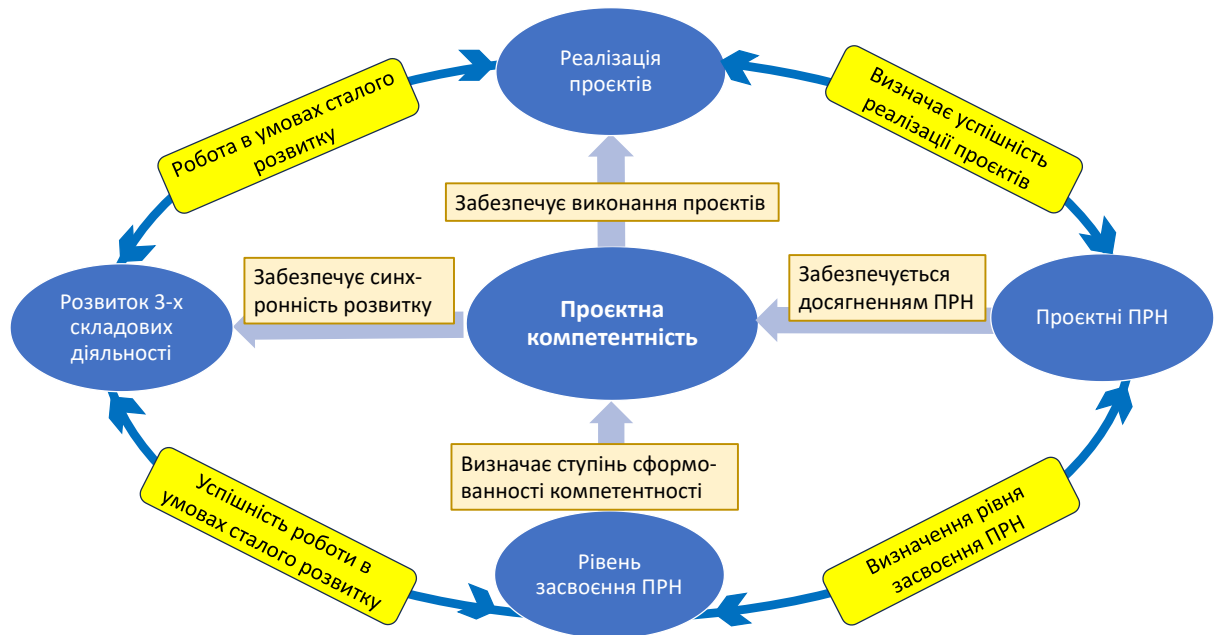 Реалізація
проєктів
Робота в умовах сталого
розвитку
Визначає успішність
реалізації проєктів
Забезпечує виконання проєктів
Забезпечує синх-
ронність розвитку
Забезпечується
досягненням ПРН
Розвиток 3-х
складових
діяльності
Проєктна
компетентність
Проєктні ПРН
Визначає ступінь сформо-
ванності компетентності
Успішність роботи в
умовах сталого розвитку
Визначення рівня
засвоєння ПРН
Рівень
засвоєння ПРН